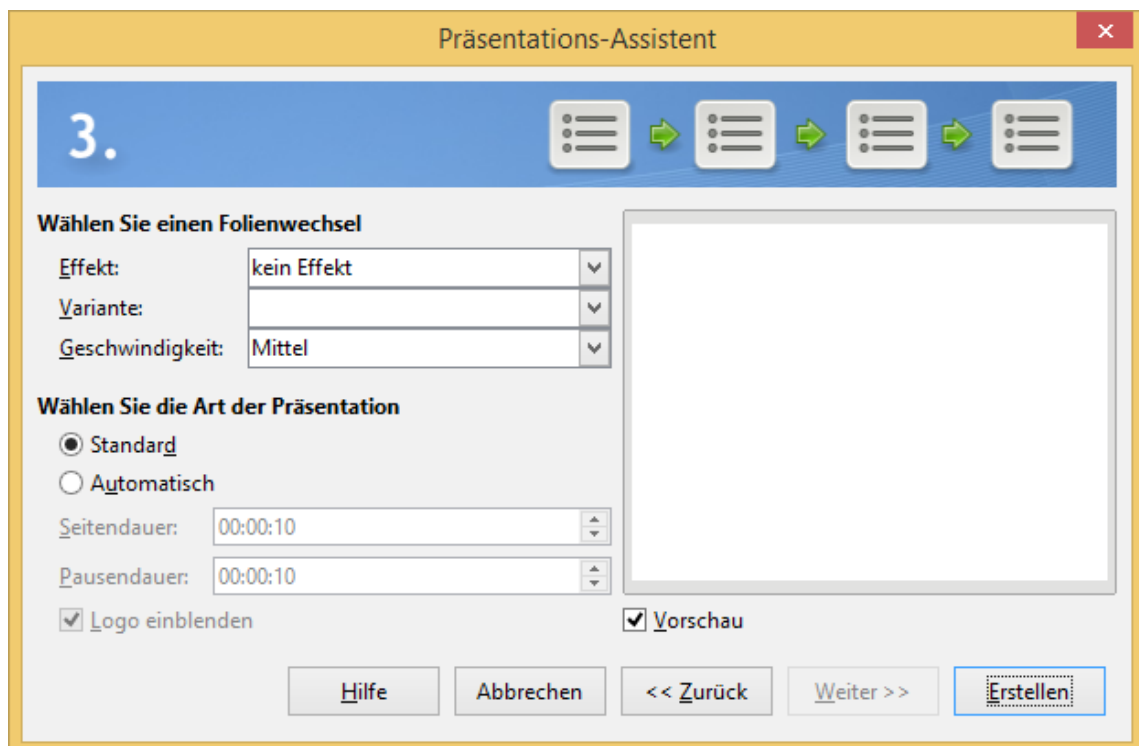 Präsentations-Assistent
3.
Wählen Sie einen Folienwechsel
Effekt: kein Effekt
Variante:
Geschwindigkeit: Mittel
Wählen Sie die Art der Präsentation
Standard
Automatisch
Seitendauer: 00:00:10
Pausendauer: 00:00:10
Logo einblenden
Vorschau
Hilfe Abbrechen << Zurück Weiter >> Erstellen